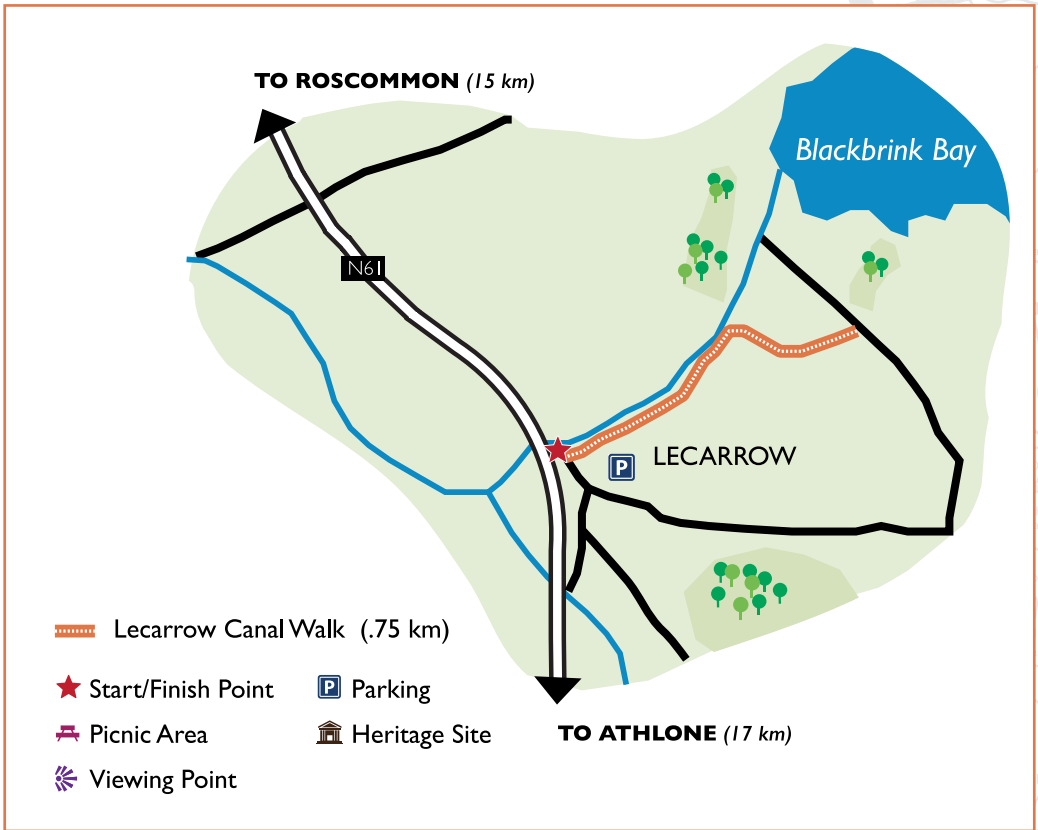 TO ROSCOMMON (15 km)
Blackbrink Bay
N61
P LECARROW
Lecarrow Canal Walk (.75 km)
Start/Finish Point
P Parking
Picnic Area
Heritage Site
TO ATHLONE (17 km)
Viewing Point